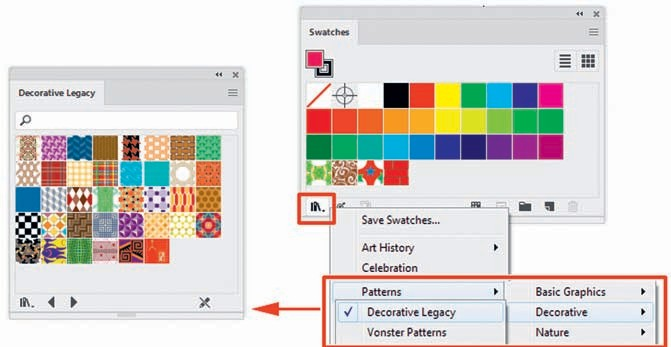 Decorative Legacy
Swatches
Save Swatches...
Art History
Celebration
Patterns
Decorative Legacy
Vonster Patterns
Basic Graphics
Decorative
Nature